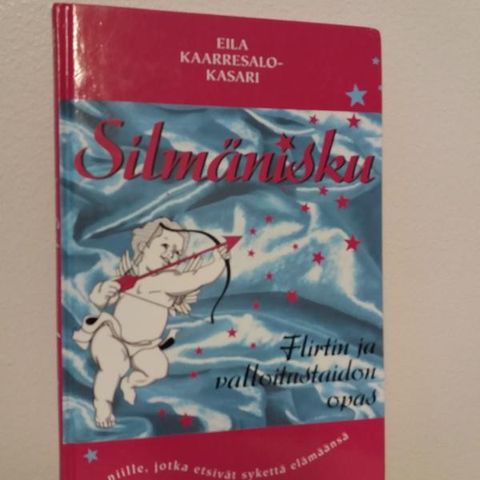 EILA
KAARRESALO-
KASARI
Silmänisku
Flirtin ja
valloitustaidon
opas
niille, jotka etsivät sykettä elämäänsä